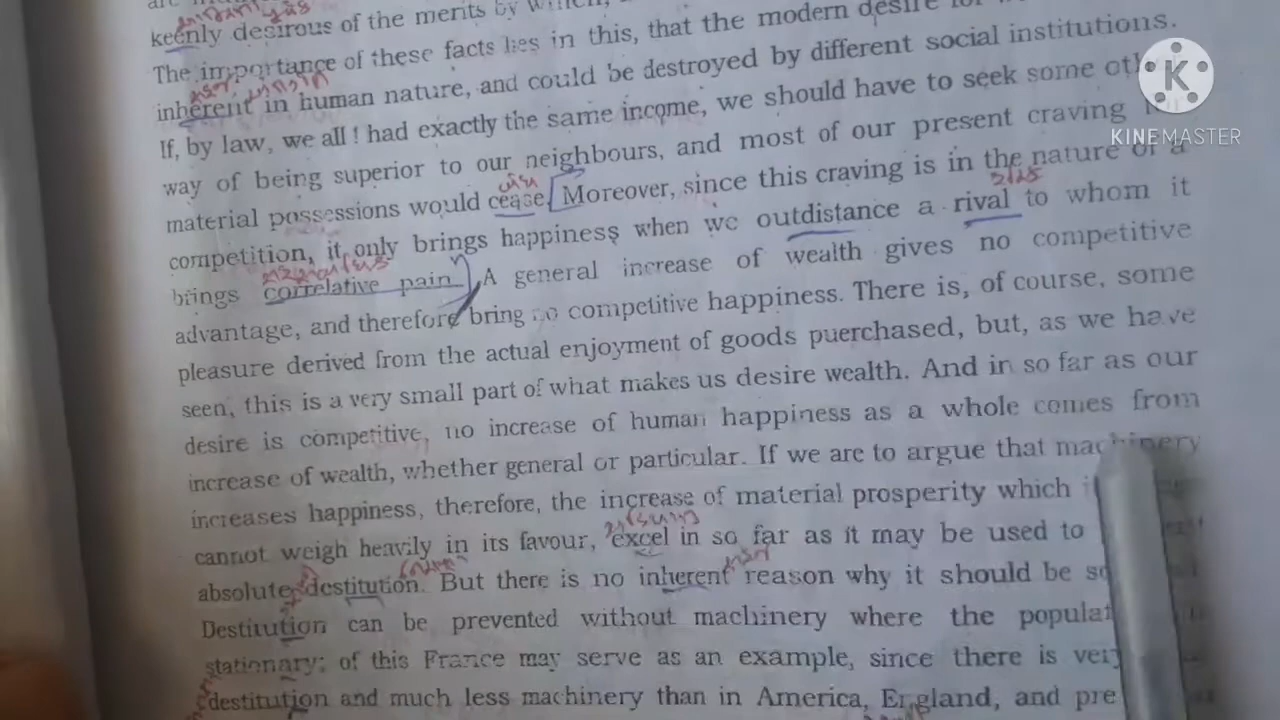 keenly desirous of the merits by which,
The importance of these facts lies in this, that the modern desire
inherent in human nature, and could be destroyed by different social institutions.
If, by law, we all ! had exactly the same income, we should have to seek some
way of being superior to our neighbours, and most of our present craving
material possessions would cease. Moreover, since this craving is in the nature of a
competition, it only brings happiness when we outdistance a rival to whom it
brings correlative pain. A general increase of wealth gives no competitive
advantage, and therefore bring no competitive happiness. There is, of course, some
pleasure derived from the actual enjoyment of goods puerchased, but, as we have
seen, this is a very small part of what makes us desire wealth. And in so far as our
desire is competitive, no increase of human happiness as a whole comes from
increase of wealth, whether general or particular. If we are to argue that machinery
increases happiness, therefore, the increase of material prosperity which
cannot weigh heavily in its favour, excel in so far as it may be used to
absolute destitution. But there is no inherent reason why it should be
Destitution can be prevented without machinery where the
stationary; of this France may serve as an example, since there is very
destitution and much less machinery than in America, England, and
K
KINEMASTER